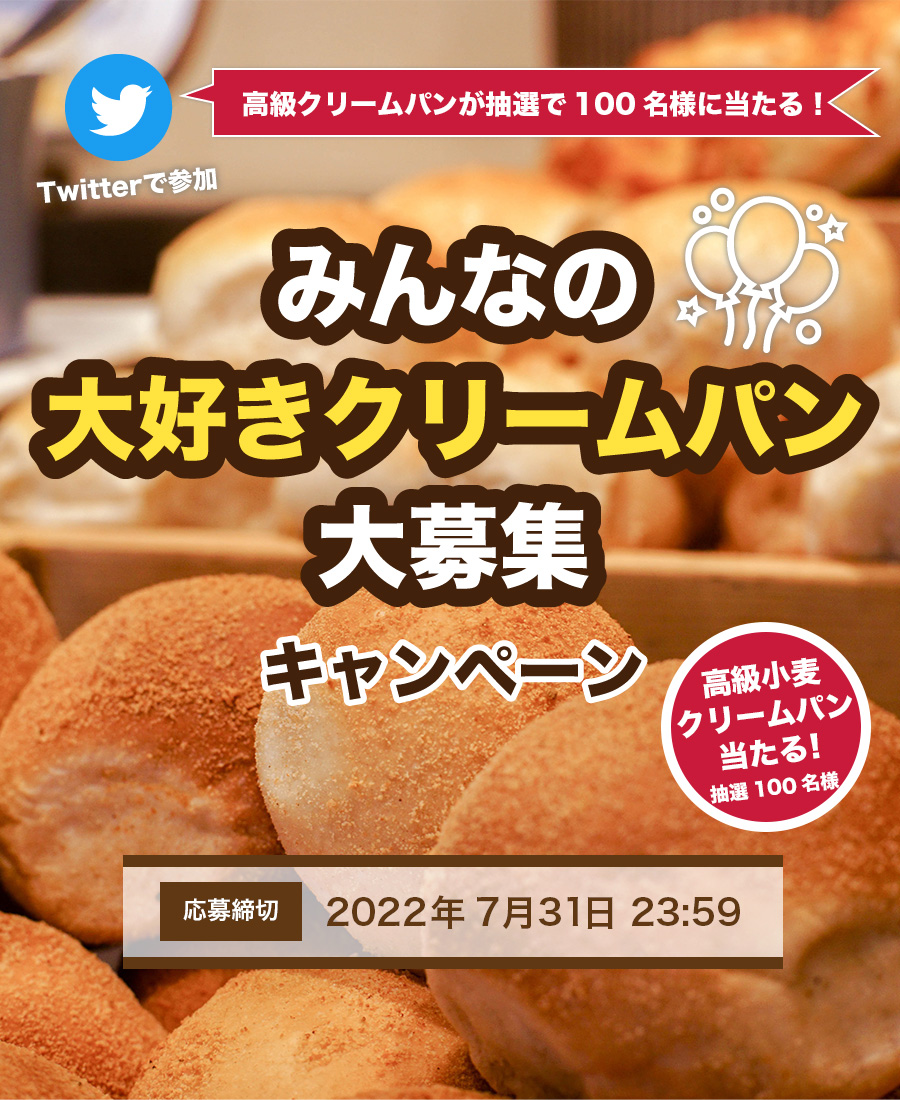 高級クリームパンが抽選で100名様に当たる！
Twitterで参加
みんなの
大好きクリームパン
大募集
キャンペーン
高級小麦
クリームパン
当たる！
抽選100名様
応募締切 2022年7月31日 23:59